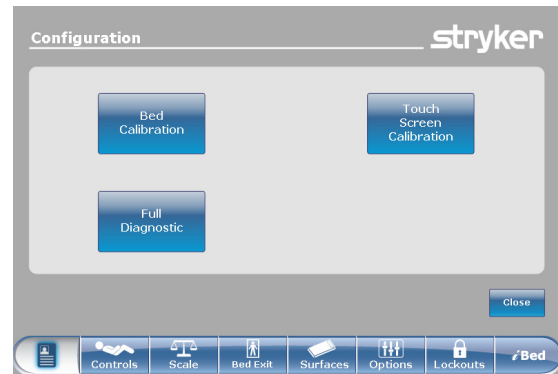 Configuration
stryker
Bed
Calibration
Touch
Screen
Calibration
Full
Diagnostic
Close
Controls
Scale
Bed Exit
Surfaces
Options
Lockouts
iBed